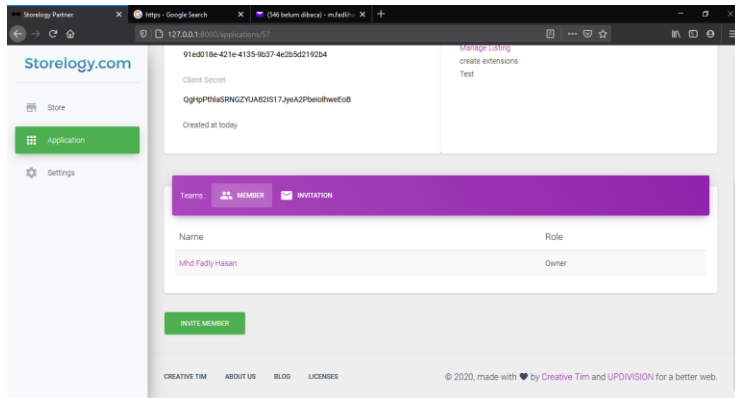 Storelogy Partner
https - Google Search
(546 belum dibaca) - m.fadlihs
127.0.0.1:8000/applications/57
Storelogy.com
Store
Application
Settings
91ed018e-421e-4135-9b37-4e2b5d2192b4
Client Secret
Created at today
Manage Listing
create extensions
Test
Teams :
MEMBER
INVITATION
Name
Role
Mhd Fadly Hasan
Owner
INVITE MEMBER
CREATIVE TIM
ABOUT US
BLOG
LICENSES
© 2020, made with ♥ by Creative Tim and UPDIVISION for a better web.